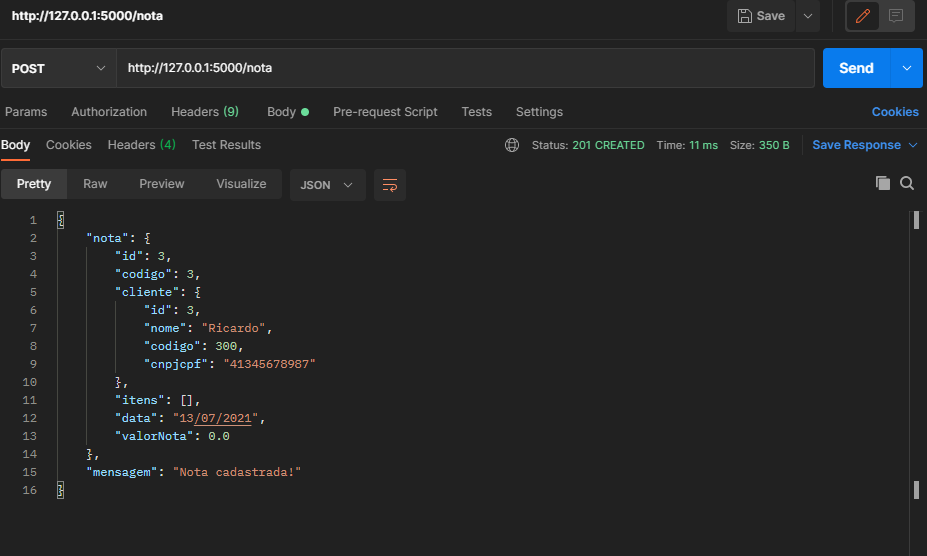 http://127.0.0.1:5000/nota Save
POST http://127.0.0.1:5000/nota Send
Params Authorization Headers (9) Body Pre-request Script Tests Settings Cookies
Body Cookies Headers (4) Test Results Status: 201 CREATED Time: 11 ms Size: 350 B Save Response
Pretty Raw Preview Visualize JSON
1 {
2 "nota": {
3 "id": 3,
4 "codigo": 3,
5 "cliente": {
6 "id": 3,
7 "nome": "Ricardo",
8 "codigo": 300,
9 "cnpjcpf": "41345678987"
10 },
11 "itens": [],
12 "data": "13/07/2021",
13 "valorNota": 0.0
14 },
15 "mensagem": "Nota cadastrada!"
16 }